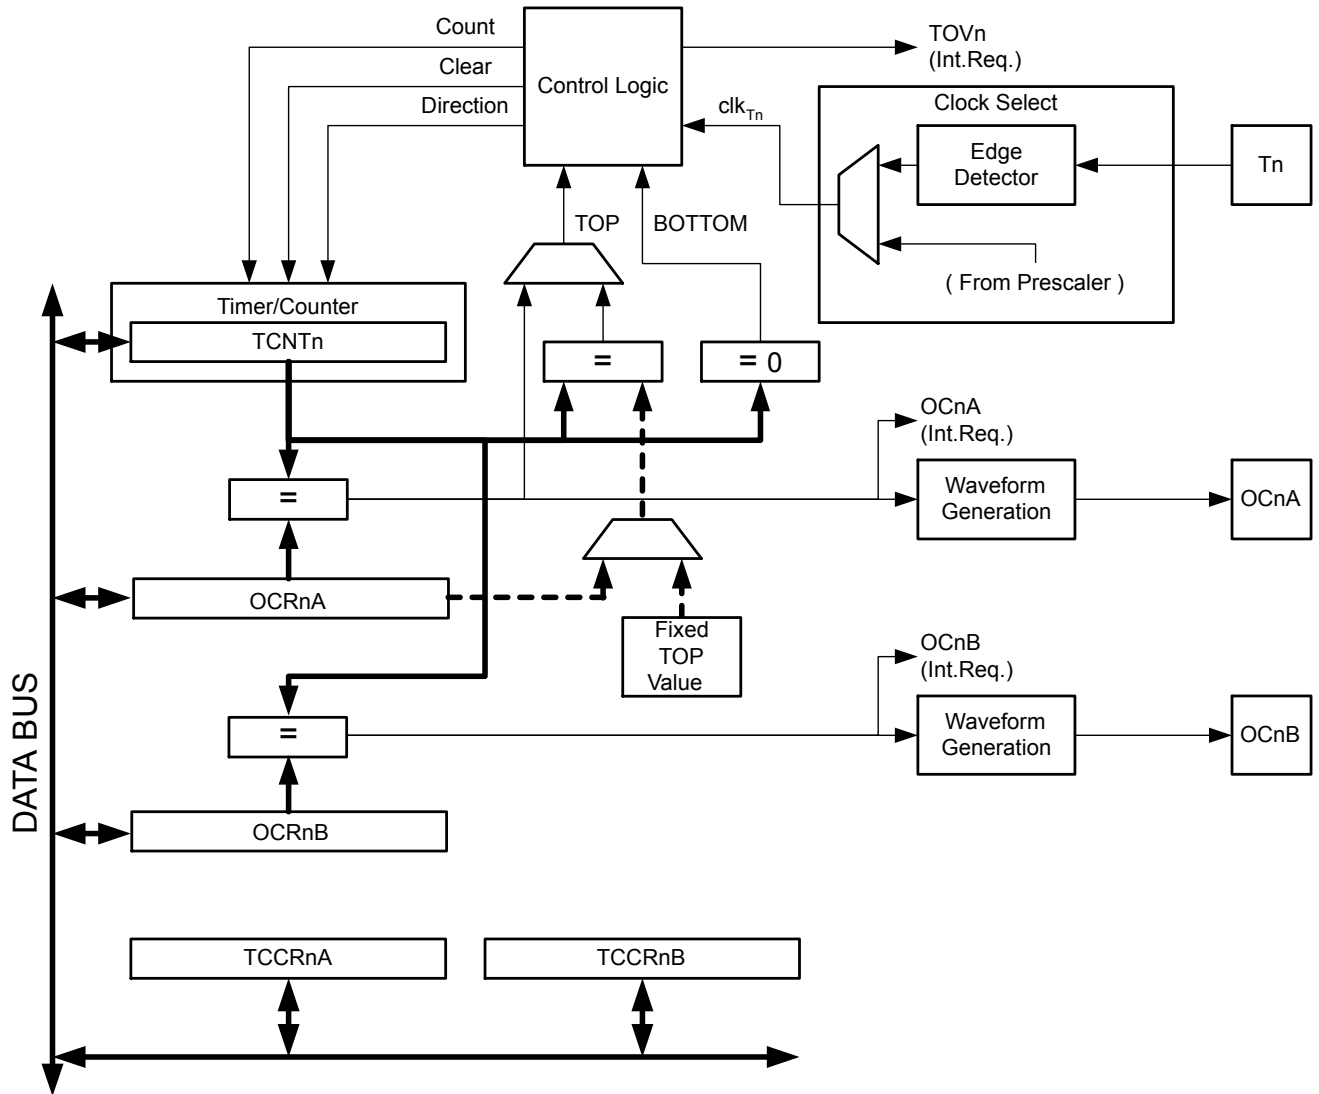 Count
Clear
Direction
Control Logic
TOVn
(Int.Req.)
clkTn
Clock Select
Edge
Detector
Tn
TOP
BOTTOM
( From Prescaler )
Timer/Counter
TCNTn
=
= 0
OCnA
(Int.Req.)
=
Waveform
Generation
OCnA
OCRnA
Fixed
TOP
Value
OCnB
(Int.Req.)
=
Waveform
Generation
OCnB
DATA BUS
OCRnB
TCCRnA
TCCRnB